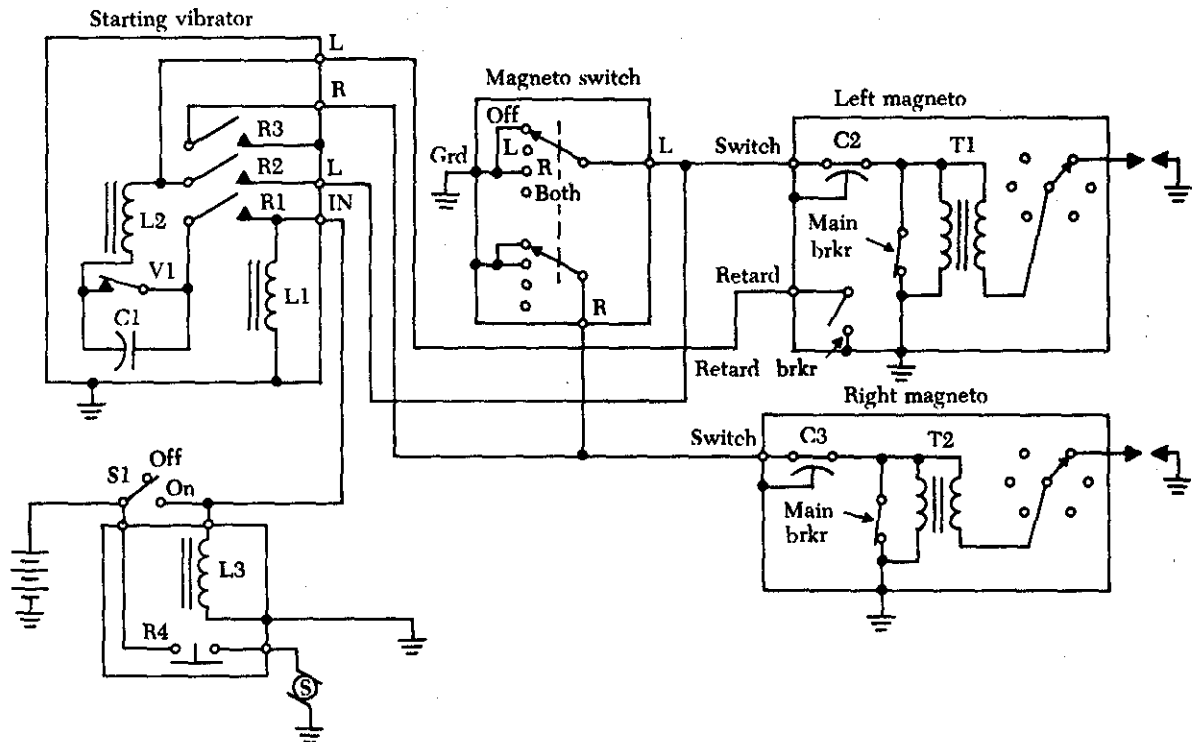 Starting vibrator
L
R
R3
R2
L
R1
IN
L2
V1
L1
C1
Magneto switch
Off
L
R
Both
Grd
L
R
Left magneto
Switch
C2
T1
Main
brkr
Retard
Retard brkr
Right magneto
Switch
C3
T2
Main
brkr
S1
Off
On
L3
R4
S